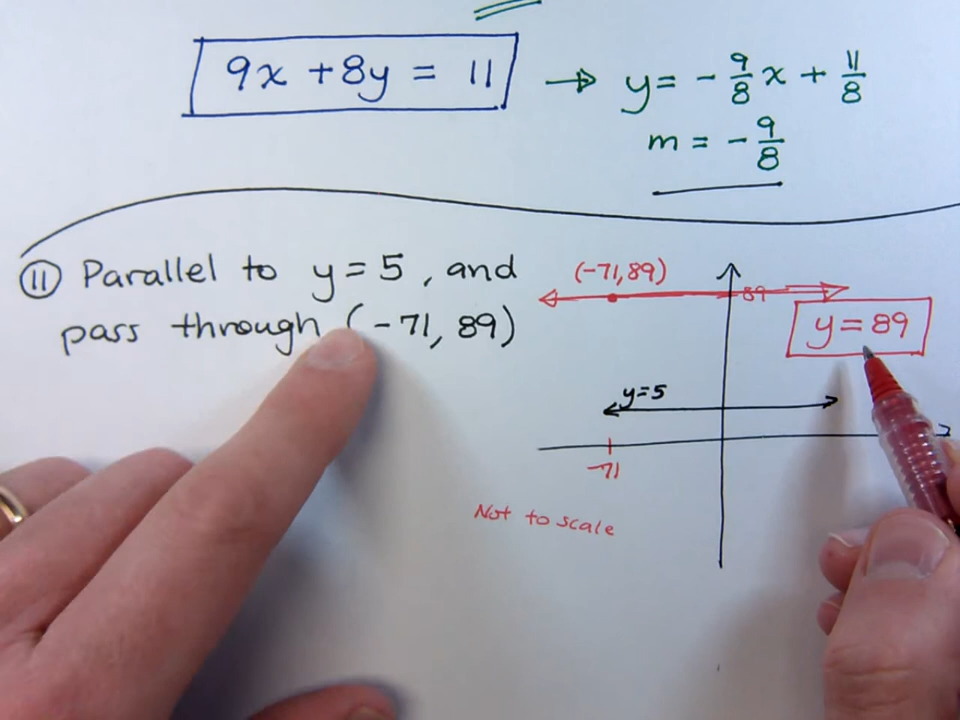 9x + 8y = 11 → y = - 9/8 x + 11/8
m = - 9/8
⑪ Parallel to y = 5, and
pass through (-71, 89)
(-71, 89)
89
y = 89
y=5
-71
Not to scale